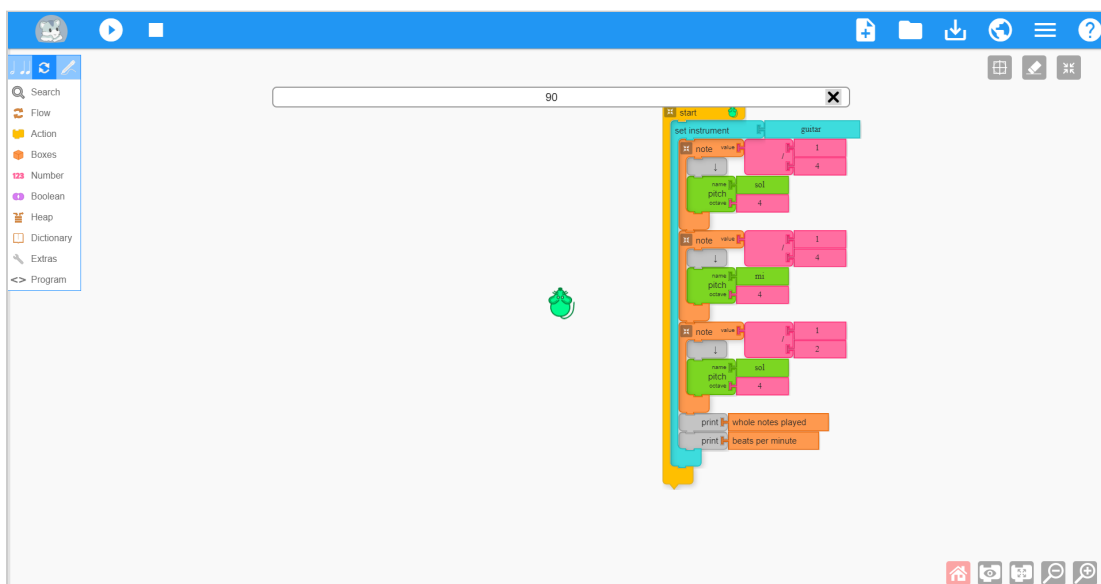 Search
Flow
Action
Boxes
123 Number
Boolean
Heap
Dictionary
Extras
<> Program
90
start
set instrument guitar
note value 1
/
4
name sol
pitch
octave 4
note value 1
/
4
name mi
pitch
octave 4
note value 1
/
2
name sol
pitch
octave 4
print whole notes played
print beats per minute